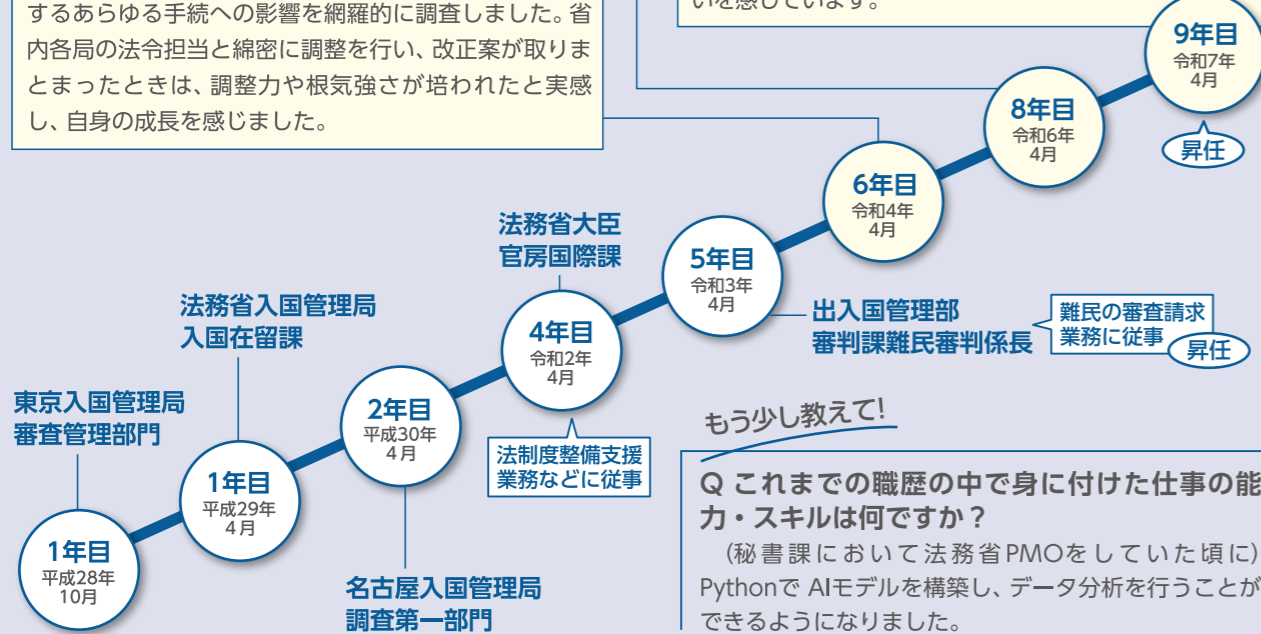 するあらゆる手続への影響を網羅的に調査しました。省
内各局の法令担当と綿密に調整を行い、改正案が取りま
とまったときは、調整力や根気強さが培われたと実感
し、自身の成長を感じました。
いを感じています。
9年目
令和7年
4月
昇任
8年目
令和6年
4月
6年目
令和4年
4月
法務省大臣
官房国際課
5年目
令和3年
4月
出入国管理部
審判課難民審判係長
難民の審査請求
業務に従事
昇任
4年目
令和2年
4月
法制度整備支援
業務などに従事
法務省入国管理局
入国在留課
2年目
平成30年
4月
名古屋入国管理局
調査第一部門
東京入国管理局
審査管理部門
1年目
平成29年
4月
1年目
平成28年
10月
もう少し教えて!
Q これまでの職歴の中で身に付けた仕事の能
力・スキルは何ですか？
(秘書課において法務省PMOをしていた頃に)
PythonでAIモデルを構築し、データ分析を行うことが
できるようになりました。